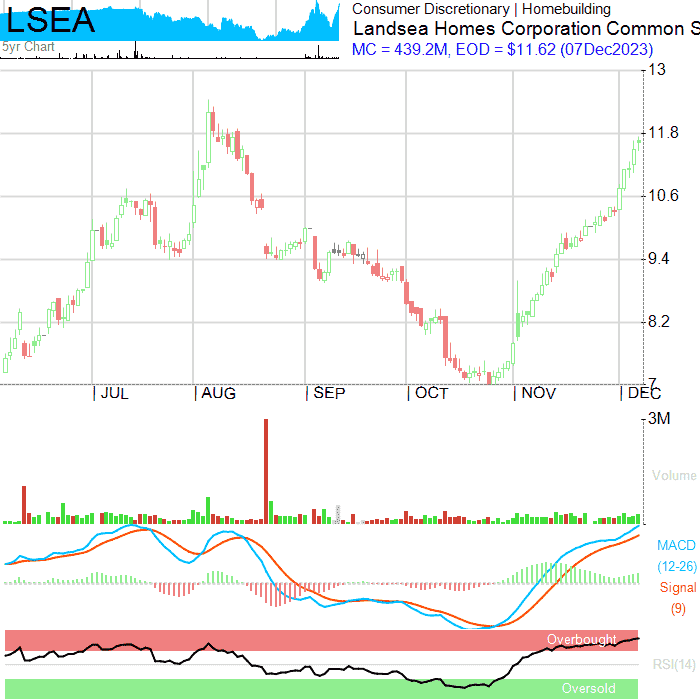 LSEA
5yr Chart
Consumer Discretionary | Homebuilding
Landsea Homes Corporation Common S
MC = 439.2M, EOD = $11.62 (07Dec2023)
13
11.8
10.6
9.4
8.2
7
JUL AUG SEP OCT NOV DEC
3M
Volume
MACD
(12-26)
Signal
(9)
Overbought
RSI(14)
Oversold